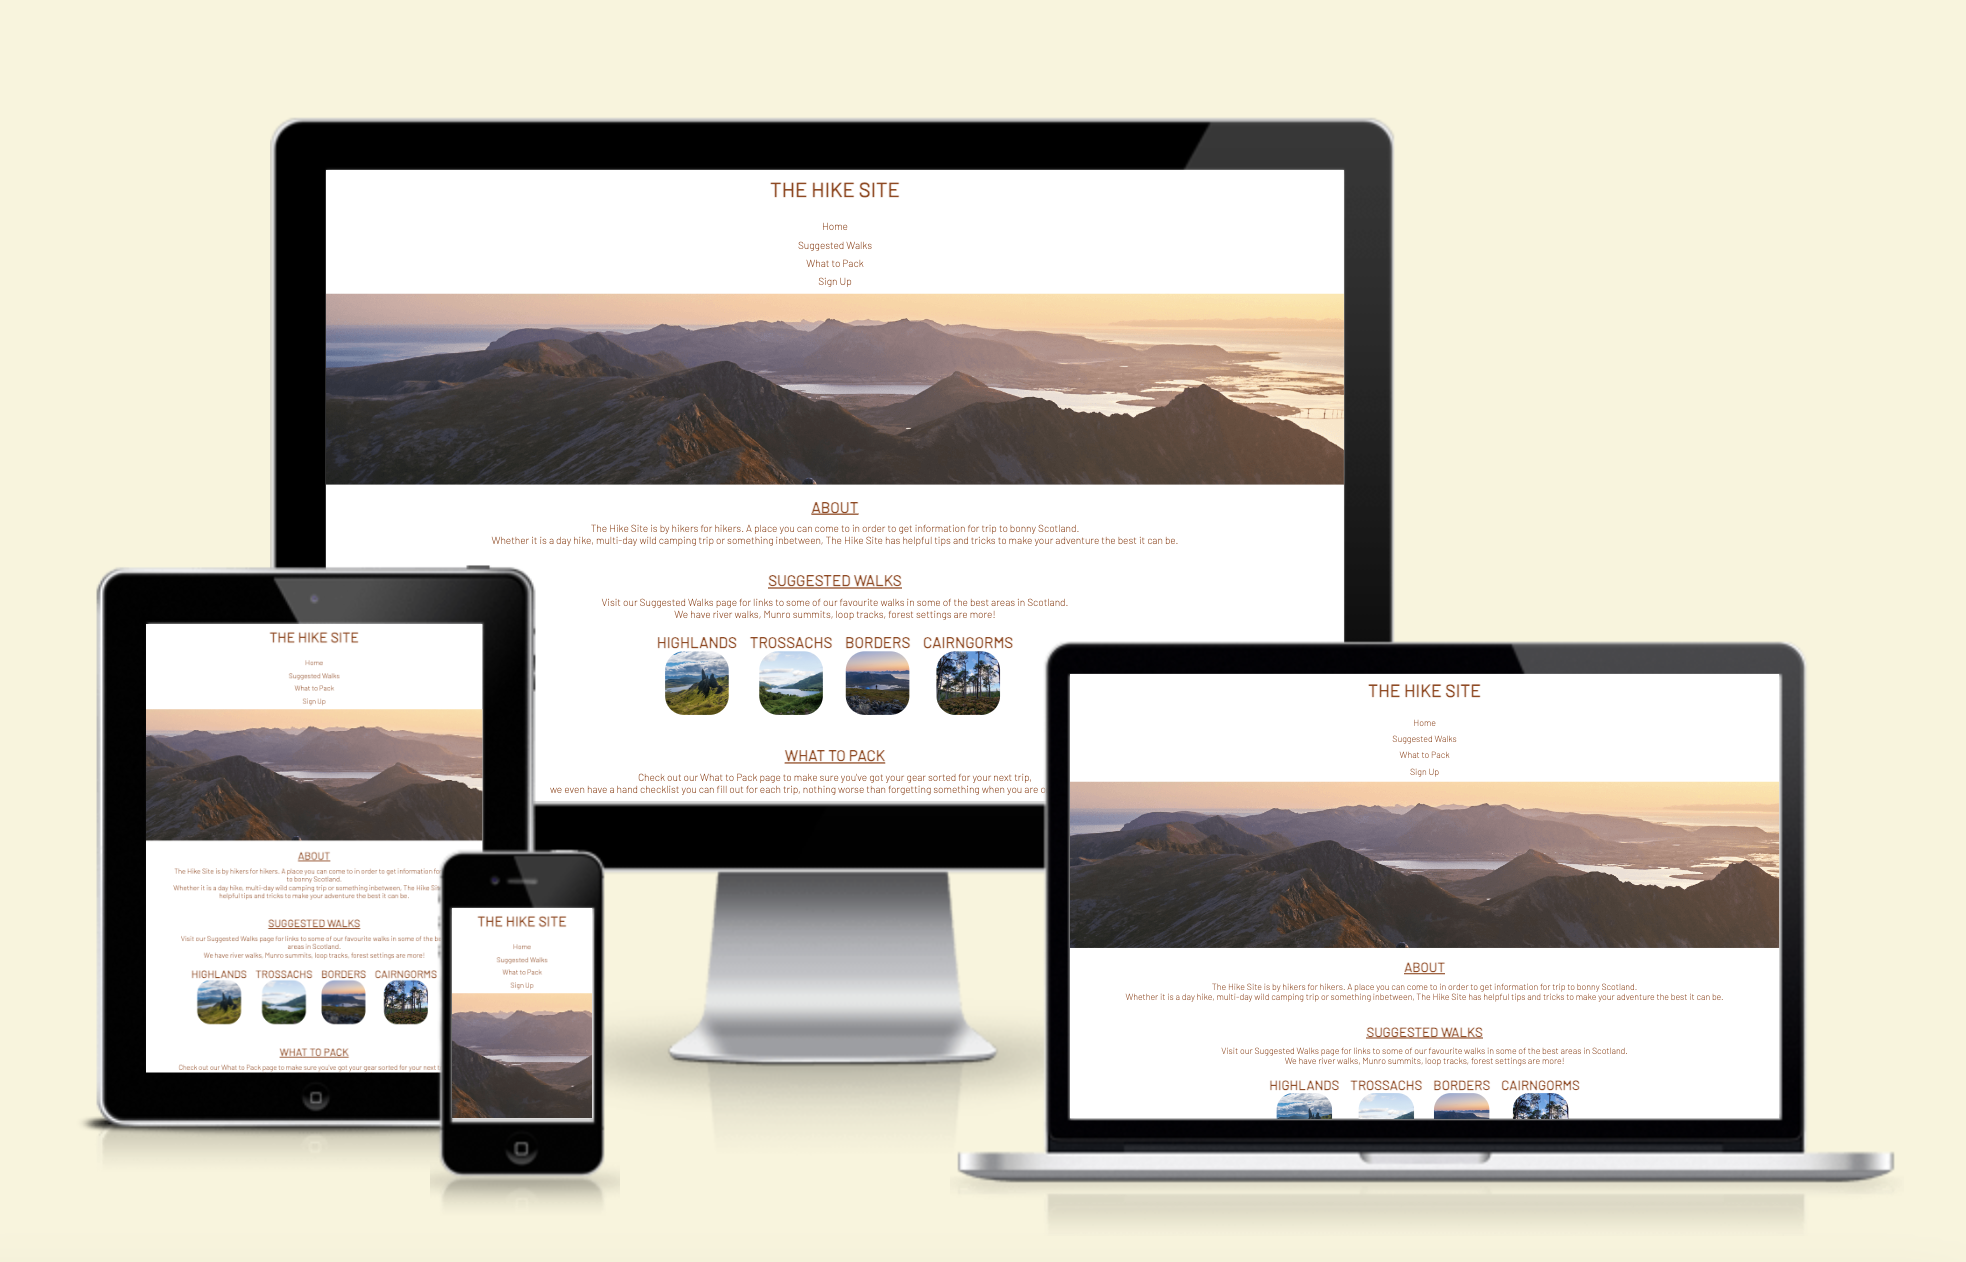 THE HIKE SITE
Home
Suggested Walks
What to Pack
Sign Up
ABOUT
The Hike Site is by hikers for hikers. A place you can come to in order to get information for trip to bonny Scotland.
Whether it is a day hike, multi-day wild camping trip or something inbetween, The Hike Site has helpful tips and tricks to make your adventure the best it can be.
SUGGESTED WALKS
Visit our Suggested Walks page for links to some of our favourite walks in some of the best areas in Scotland.
We have river walks, Munro summits, loop tracks, forest settings are more!
HIGHLANDS TROSSACHS BORDERS CAIRNGORMS
WHAT TO PACK
Check out our What to Pack page to make sure you've got your gear sorted for your next trip,
we even have a hand checklist you can fill out for each trip, nothing worse than forgetting something when you are
THE HIKE SITE
Home
Suggested Walks
What to Pack
Sign Up
ABOUT
The Hike Site is by hikers for hikers. A place you can come to in order to get information
to bonny Scotland.
Whether it is a day hike, multi-day wild camping trip or something inbetween, The Hike
helpful tips and tricks to make your adventure the best it can be.
SUGGESTED WALKS
Visit our Suggested Walks page for links to some of our favourite walks in some of the
areas in Scotland.
We have river walks, Munro summits, loop tracks, forest settings are more!
HIGHLANDS TROSSACHS BORDERS CAIRNGORMS
WHAT TO PACK
Check out our What to Pack page to make sure you've got your gear sorted for your next
THE HIKE SITE
Home
Suggested Walks
What to Pack
Sign Up
THE HIKE SITE
Home
Suggested Walks
What to Pack
Sign Up
ABOUT
The Hike Site is by hikers for hikers. A place you can come to in order to get information for trip to bonny Scotland.
Whether it is a day hike, multi-day wild camping trip or something inbetween, The Hike Site has helpful tips and tricks to make your adventure the best it can be.
SUGGESTED WALKS
Visit our Suggested Walks page for links to some of our favourite walks in some of the best areas in Scotland.
We have river walks, Munro summits, loop tracks, forest settings are more!
HIGHLANDS TROSSACHS BORDERS CAIRNGORMS